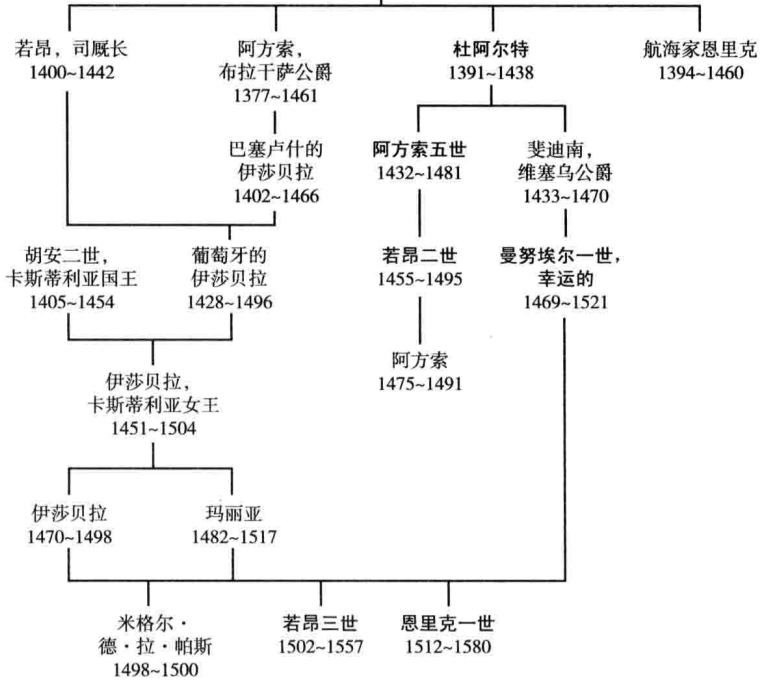 若昂，司厩长
1400~1442
阿方索，
布拉干萨公爵
1377~1461
杜阿尔特
1391~1438
航海家恩里克
1394~1460
巴塞卢什的
伊莎贝拉
1402~1466
阿方索五世
1432~1481
斐迪南，
维塞乌公爵
1433~1470
胡安二世，
卡斯蒂利亚国王
1405~1454
葡萄牙的
伊莎贝拉
1428~1496
若昂二世
1455~1495
曼努埃尔一世，
幸运的
1469~1521
阿方索
1475~1491
伊莎贝拉，
卡斯蒂利亚女王
1451~1504
伊莎贝拉
1470~1498
玛丽亚
1482~1517
米格尔·
德·拉·帕斯
1498~1500
若昂三世
1502~1557
恩里克一世
1512~1580